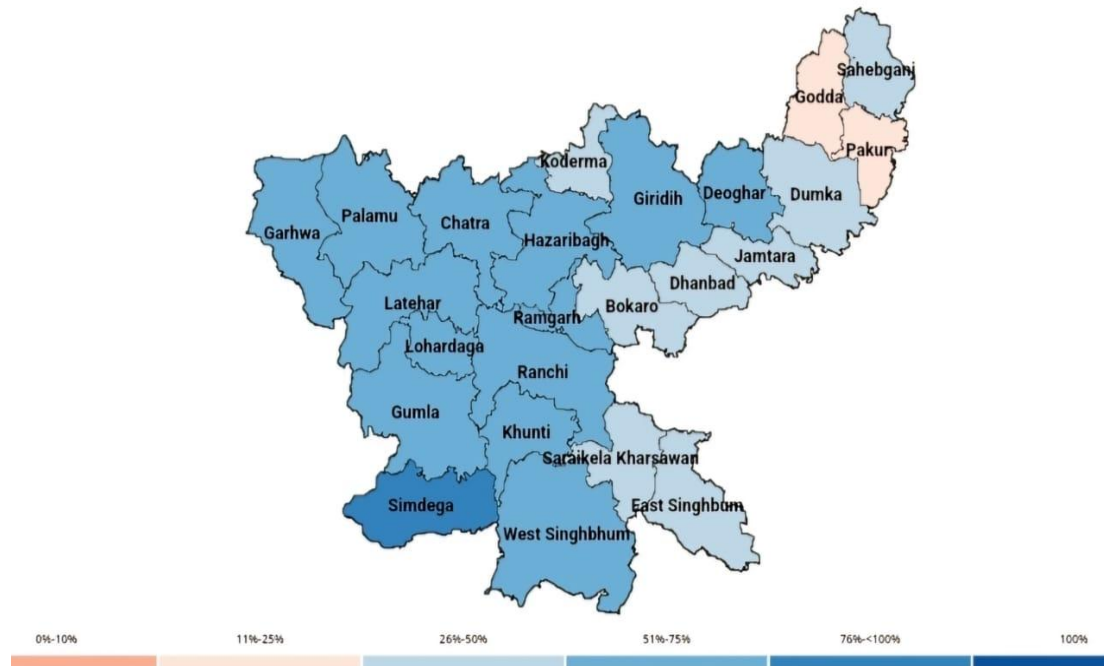 Sahebganj
Godda
Pakur
Koderma
Giridih
Deoghar
Dumka
Palamu
Chatra
Garhwa
Hazaribagh
Jamtara
Dhanbad
Latehar
Bokaro
Ramgarh
Lohardaga
Ranchi
Gumla
Khunti
Saraikela Kharsawan
Simdega
East Singhbum
West Singhbhum
0%-10% 11%-25% 26%-50% 51%-75% 76%-<100% 100%